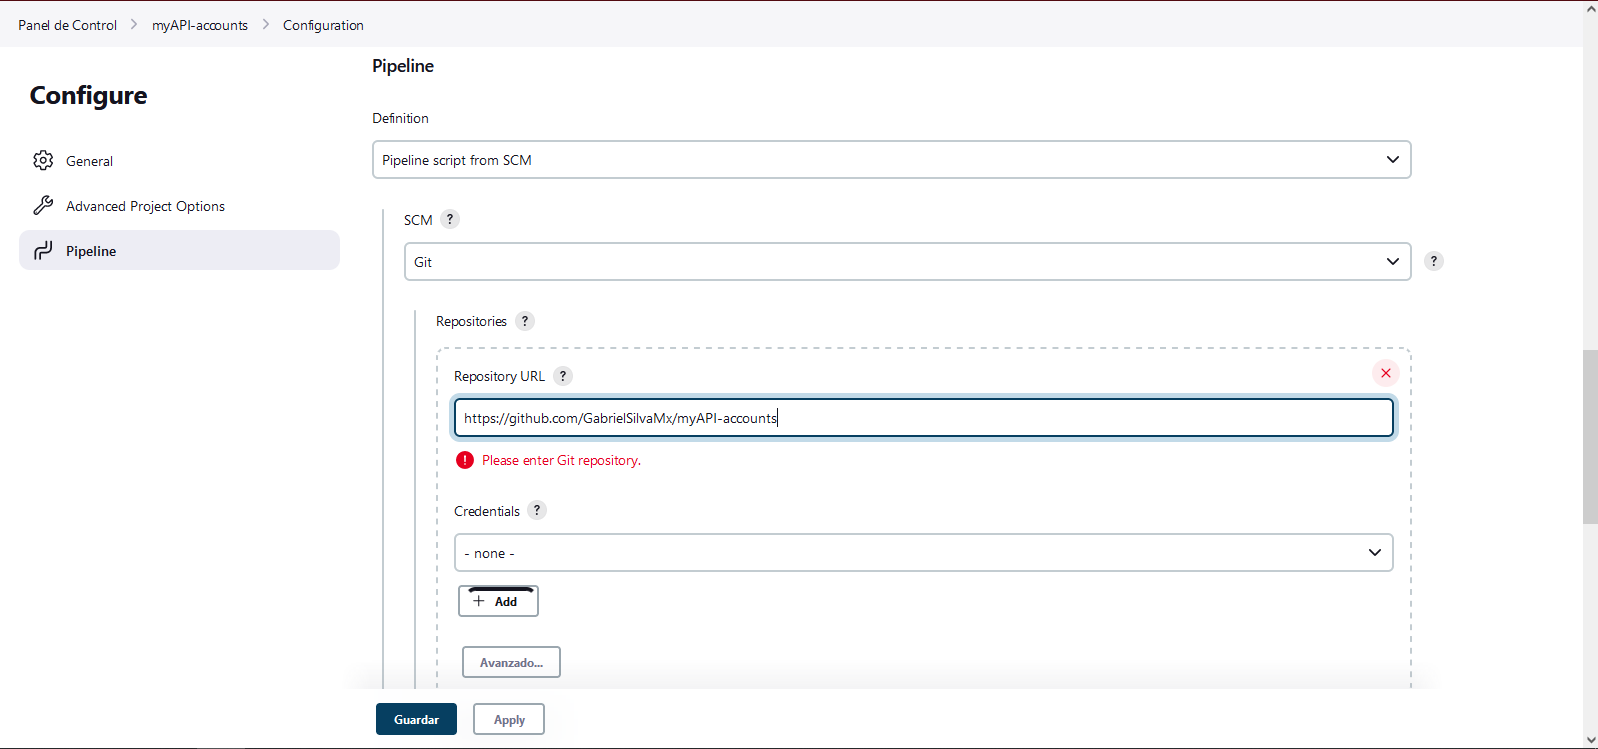 Panel de Control > myAPI-accounts > Configuration
Configure
General
Advanced Project Options
Pipeline
Pipeline
Definition
Pipeline script from SCM
SCM ?
Git
?
Repositories ?
Repository URL ?
https://github.com/GabrielSilvaMx/myAPI-accounts
! Please enter Git repository.
Credentials ?
- none -
+ Add
Avanzado...
Guardar Apply